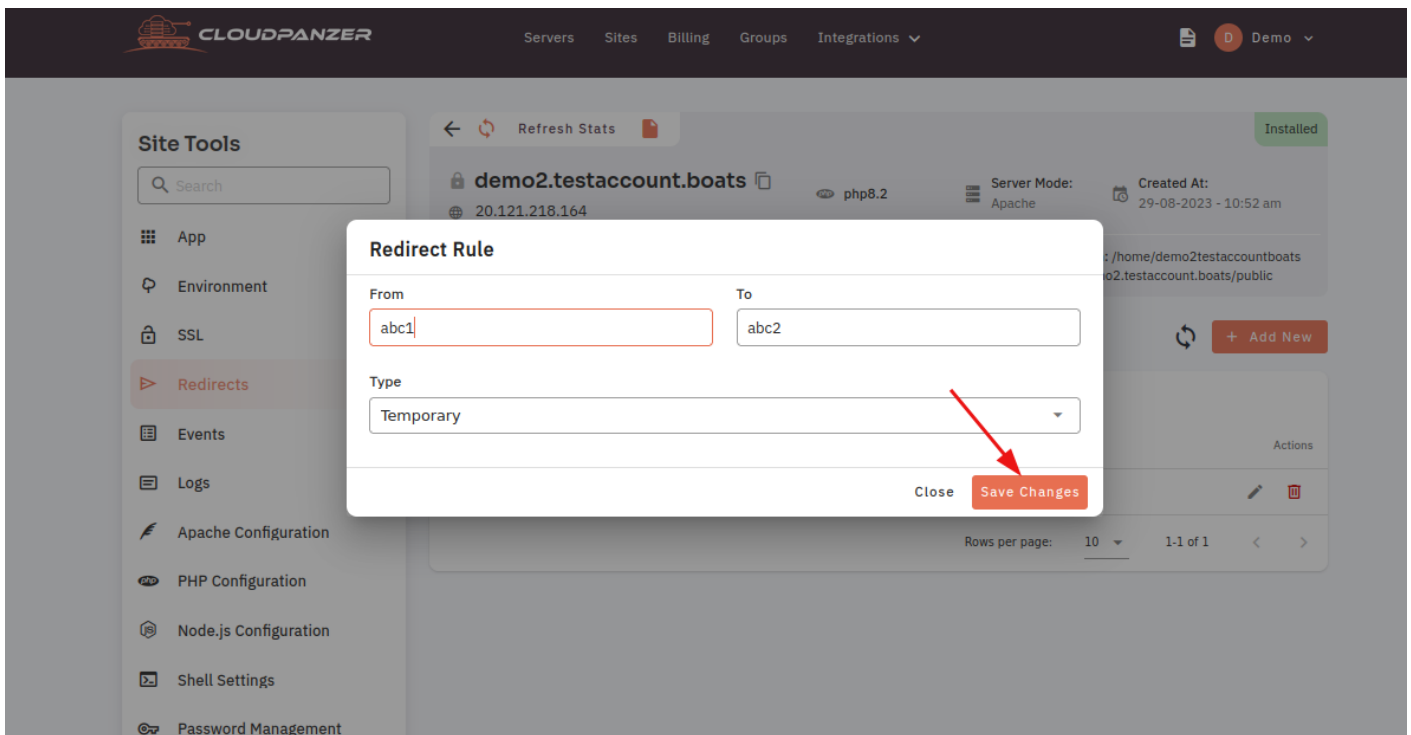 CLOUDPANZER
Servers Sites Billing Groups Integrations
D Demo
Site Tools
Search
App
Environment
SSL
Redirects
Events
Logs
Apache Configuration
PHP Configuration
Node.js Configuration
Shell Settings
Password Management
Refresh Stats
Installed
demo2.testaccount.boats
20.121.218.164
php php8.2
Server Mode:
Apache
Created At:
29-08-2023 - 10:52 am
: /home/demo2testaccountboats
o2.testaccount.boats/public
+ Add New
Redirect Rule
From To
abc1 abc2
Type
Temporary
Close Save Changes
Actions
Rows per page: 10 1-1 of 1